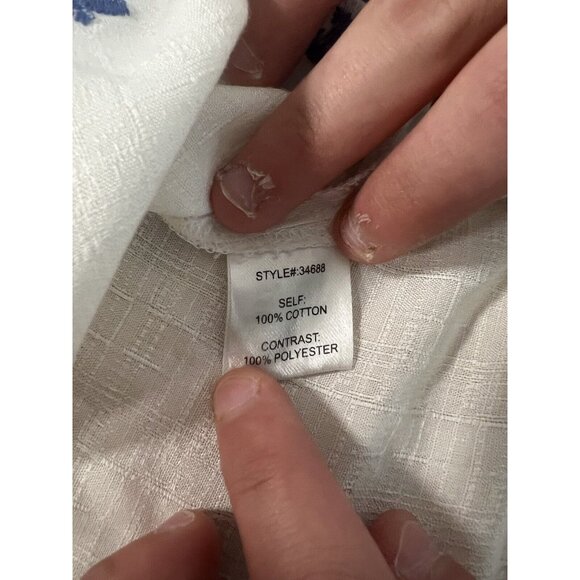 STYLE#:34688
SELF:
100% COTTON
CONTRAST:
100% POLYESTER